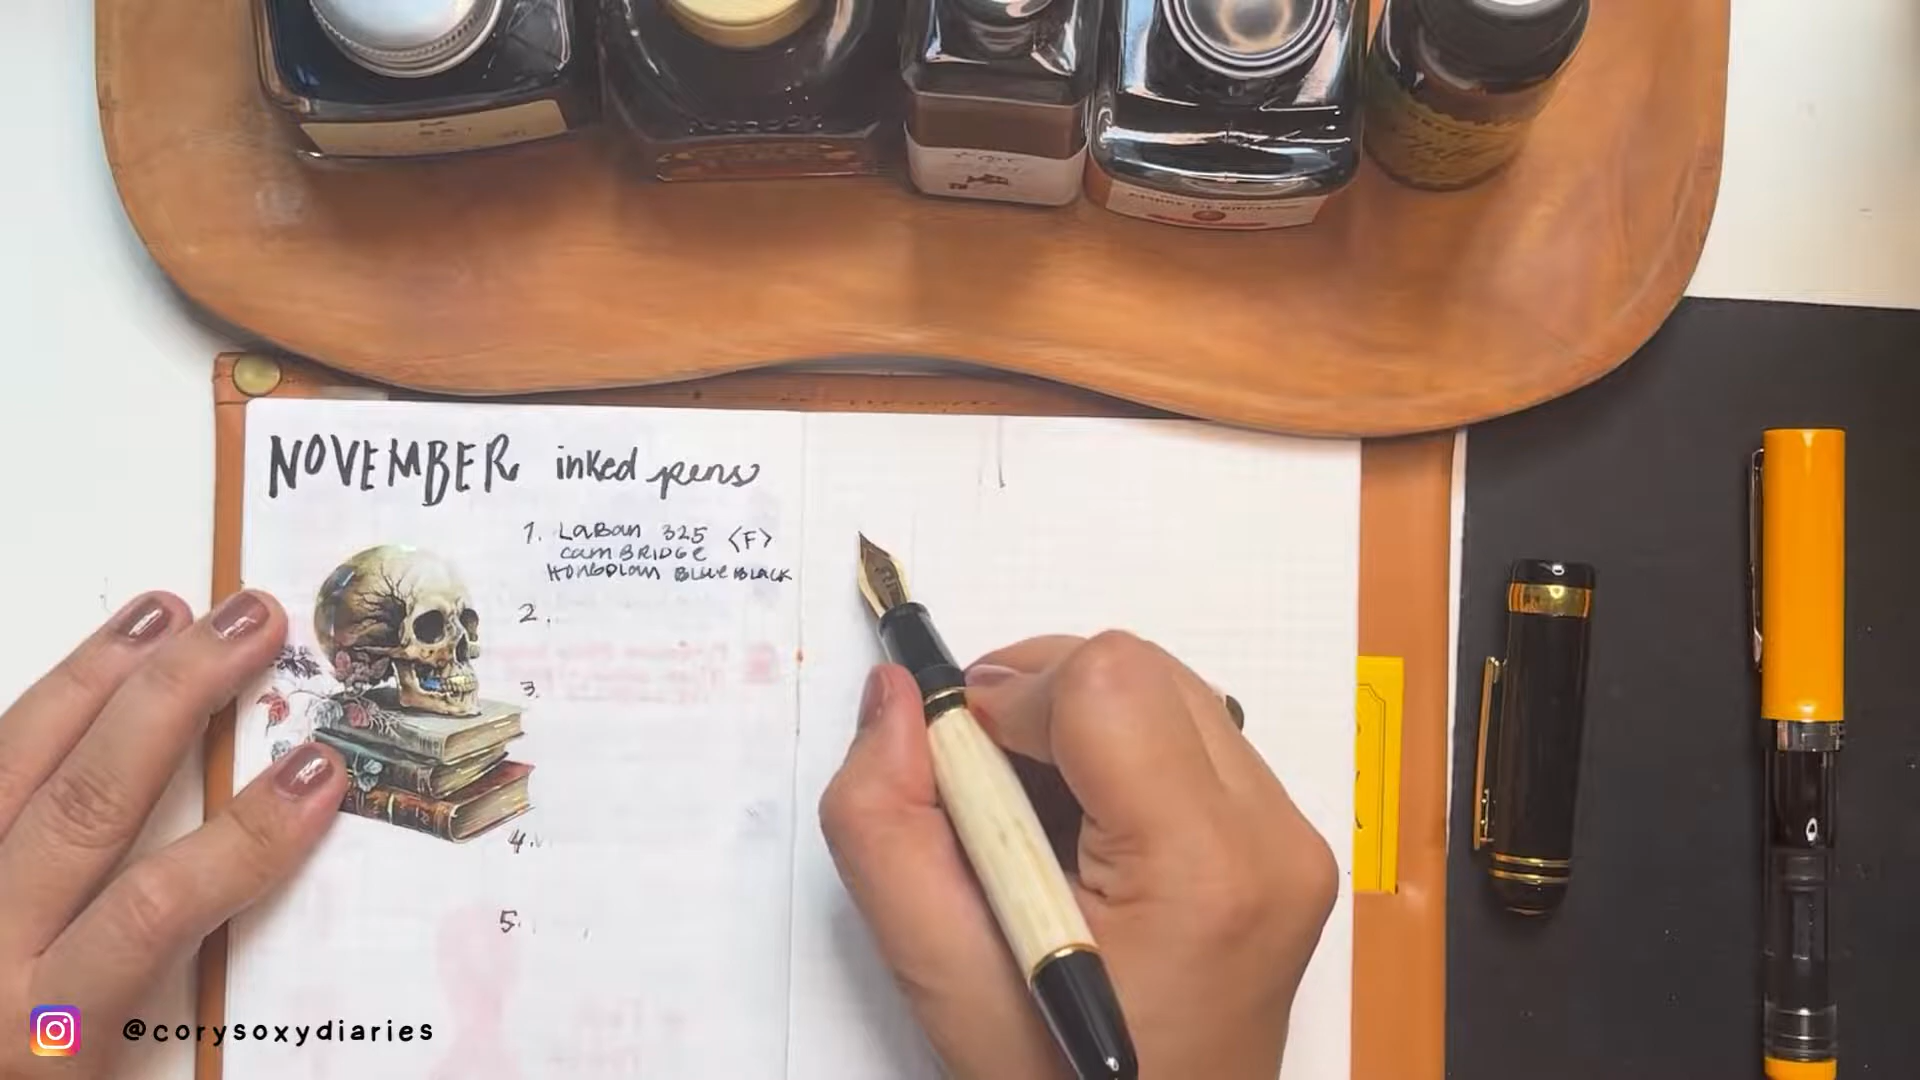 NOVEMBER inked pens
1. LaBan 325 <F>
camBRIDGe
HONGDIAN BLUE BLACK
2.
3.
4.
5.
@corysoxydiaries